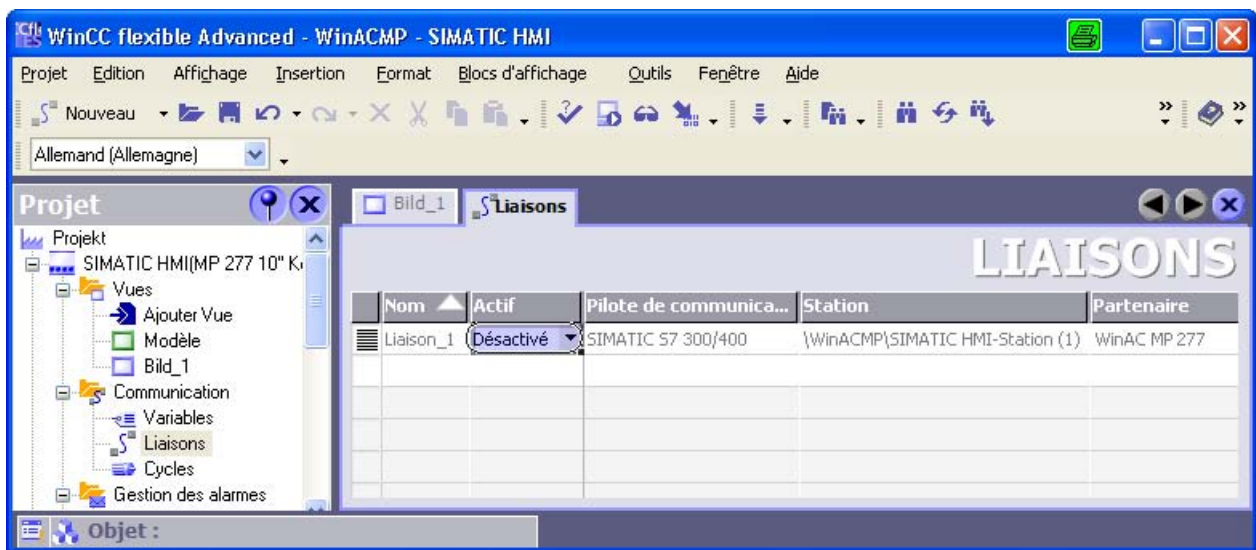 WinCC flexible Advanced - WinACMP - SIMATIC HMI
Projet Edition Affichage Insertion Format Blocs d'affichage Outils Fenêtre Aide
Nouveau
Allemand (Allemagne)
Projet
Bild_1 Liaisons
Projekt
SIMATIC HMI(MP 277 10"
Vues
Ajouter Vue
Modèle
Bild_1
Communication
Variables
Liaisons
Cycles
Gestion des alarmes
LIAISONS
Nom Actif Pilote de communica... Station Partenaire
Liaison_1 Désactivé SIMATIC S7 300/400 \WinACMP\SIMATIC HMI-Station (1) WinAC MP 277
Objet :